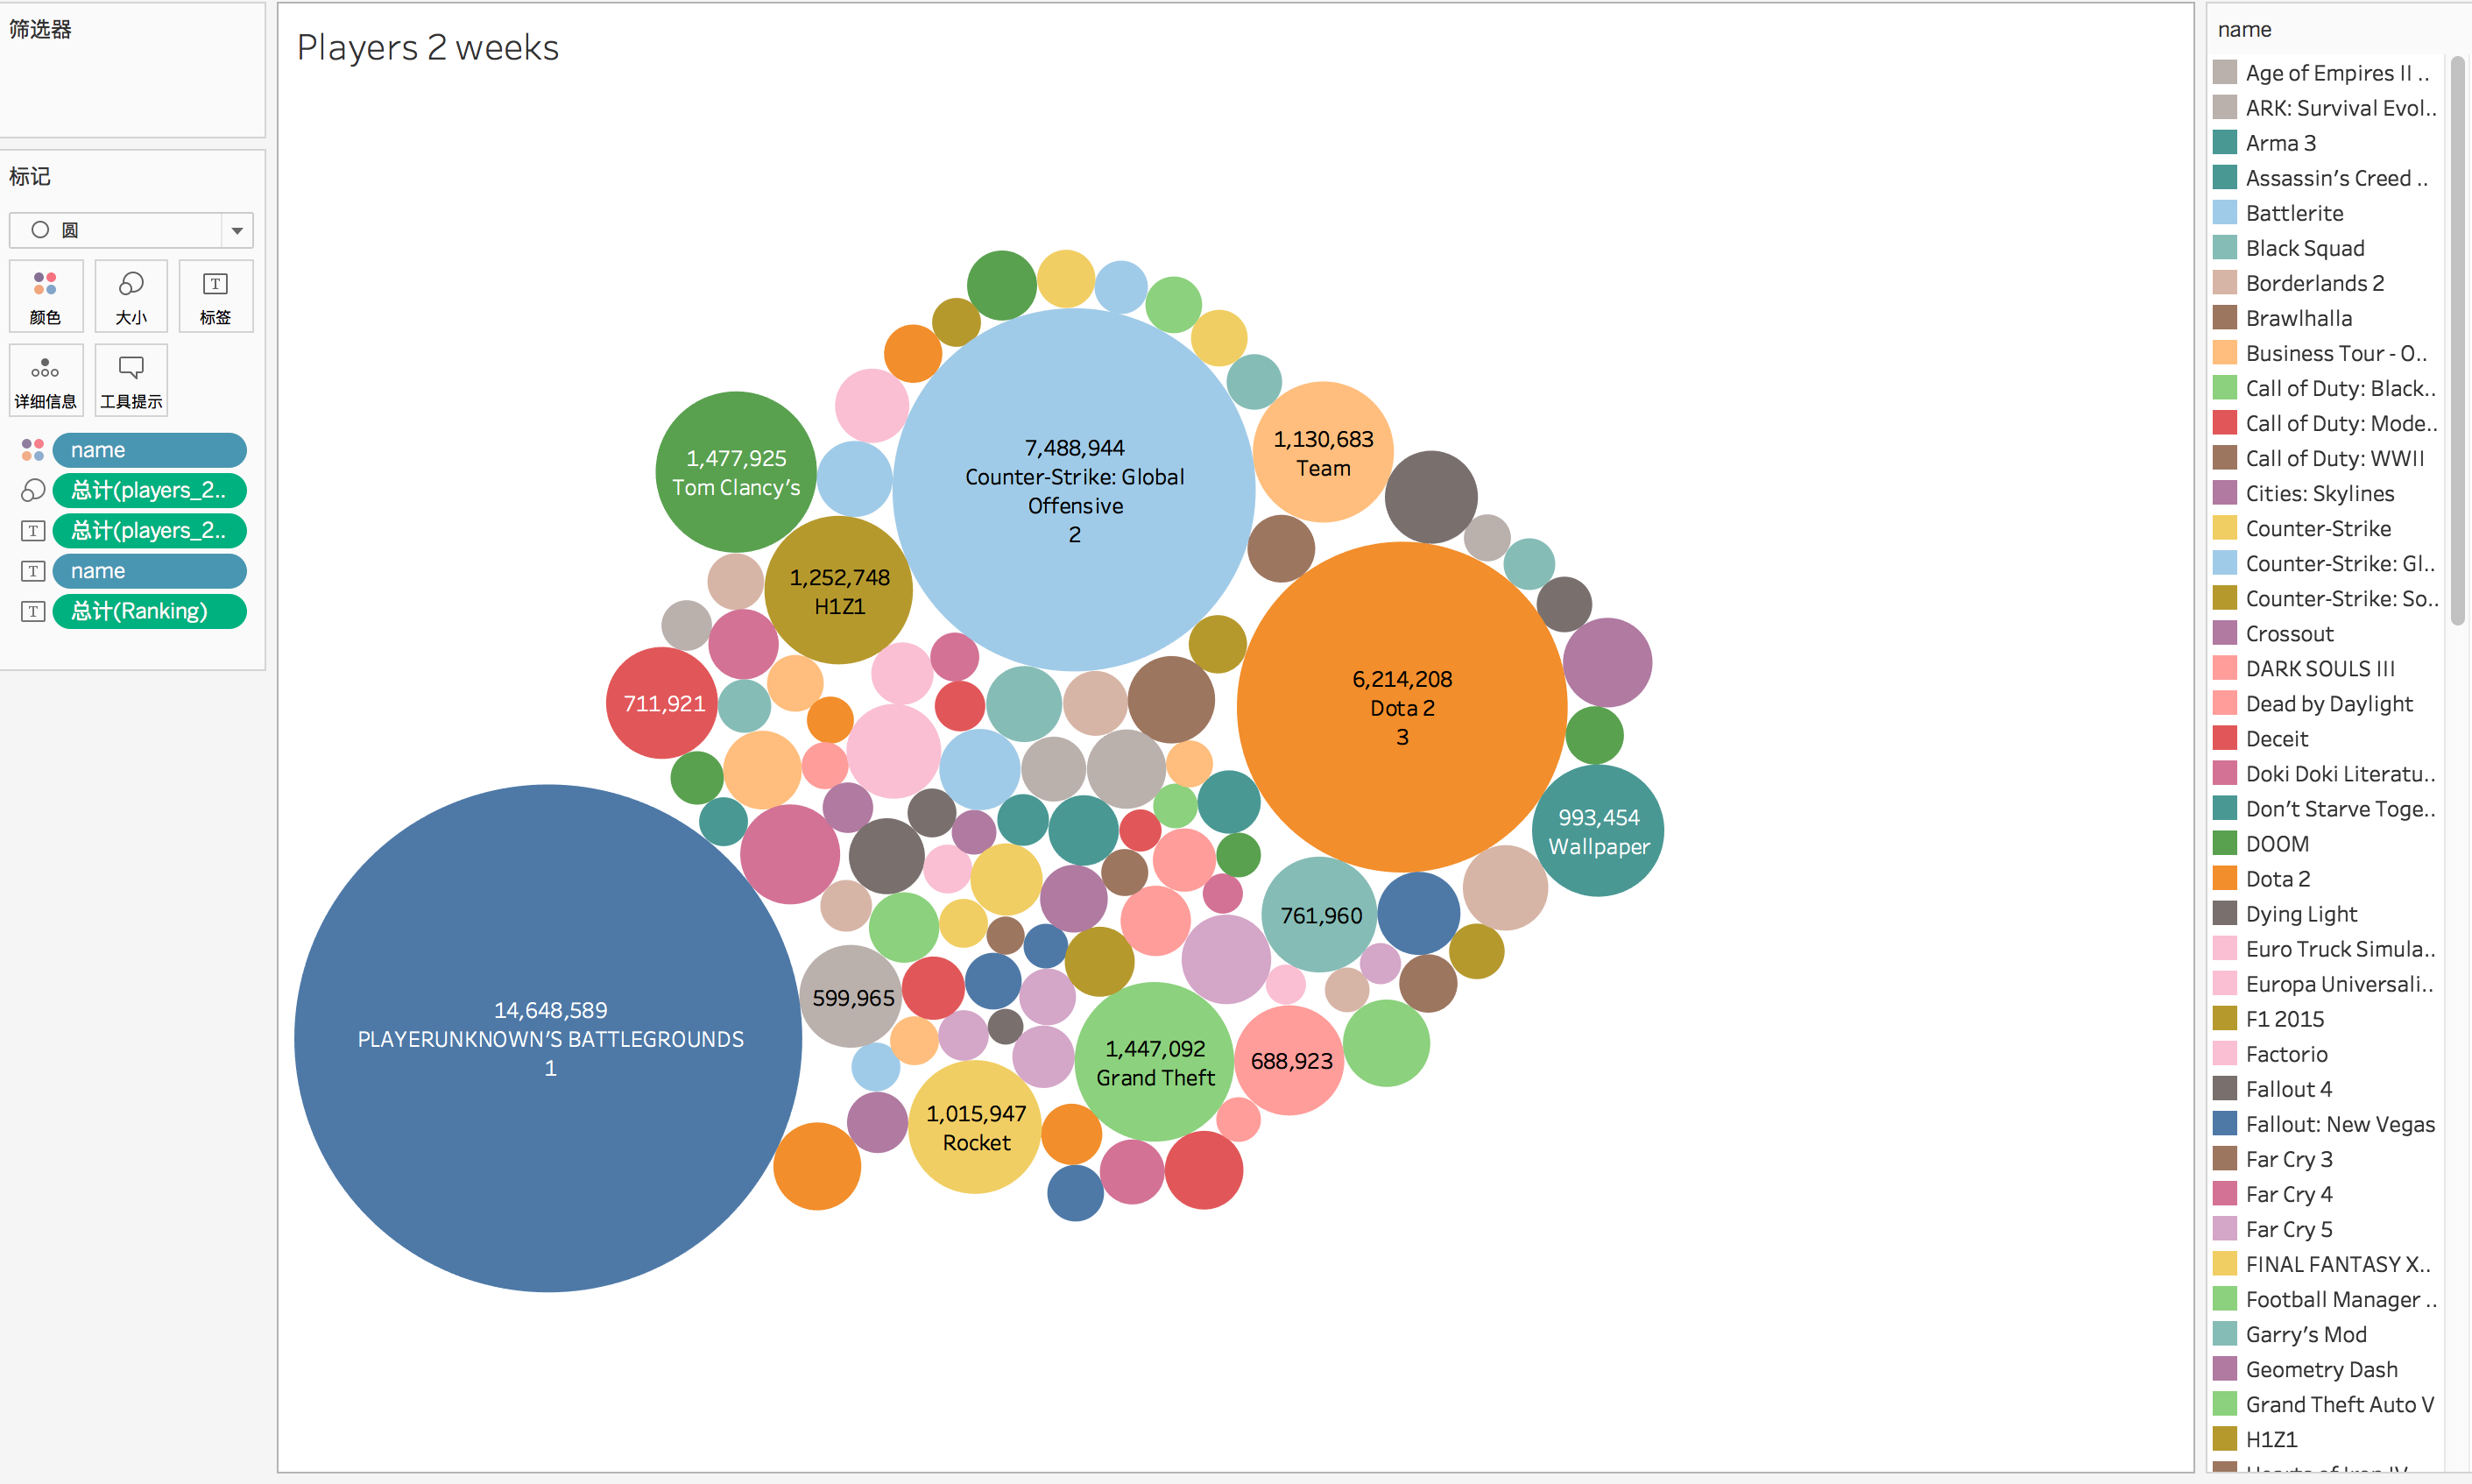 筛选器
标记
圆
颜色
大小
标签
T
详细信息
工具提示
name
总计(players_2..
T 总计(players_2..
T name
T 总计(Ranking)
Players 2 weeks
7,488,944
Counter-Strike: Global
Offensive
2
1,130,683
Team
1,477,925
Tom Clancy's
1,252,748
H1Z1
711,921
6,214,208
Dota 2
3
993,454
Wallpaper
761,960
14,648,589
PLAYERUNKNOWN'S BATTLEGROUNDS
1
599,965
1,447,092
Grand Theft
688,923
1,015,947
Rocket
name
Age of Empires II ..
ARK: Survival Evol..
Arma 3
Assassin's Creed ..
Battlerite
Black Squad
Borderlands 2
Brawlhalla
Business Tour - O..
Call of Duty: Black..
Call of Duty: Mode..
Call of Duty: WWII
Cities: Skylines
Counter-Strike
Counter-Strike: Gl..
Counter-Strike: So..
Crossout
DARK SOULS III
Dead by Daylight
Deceit
Doki Doki Literatu..
Don't Starve Toge..
DOOM
Dota 2
Dying Light
Euro Truck Simula..
Europa Universali..
F1 2015
Factorio
Fallout 4
Fallout: New Vegas
Far Cry 3
Far Cry 4
Far Cry 5
FINAL FANTASY X..
Football Manager ..
Garry's Mod
Geometry Dash
Grand Theft Auto V
H1Z1